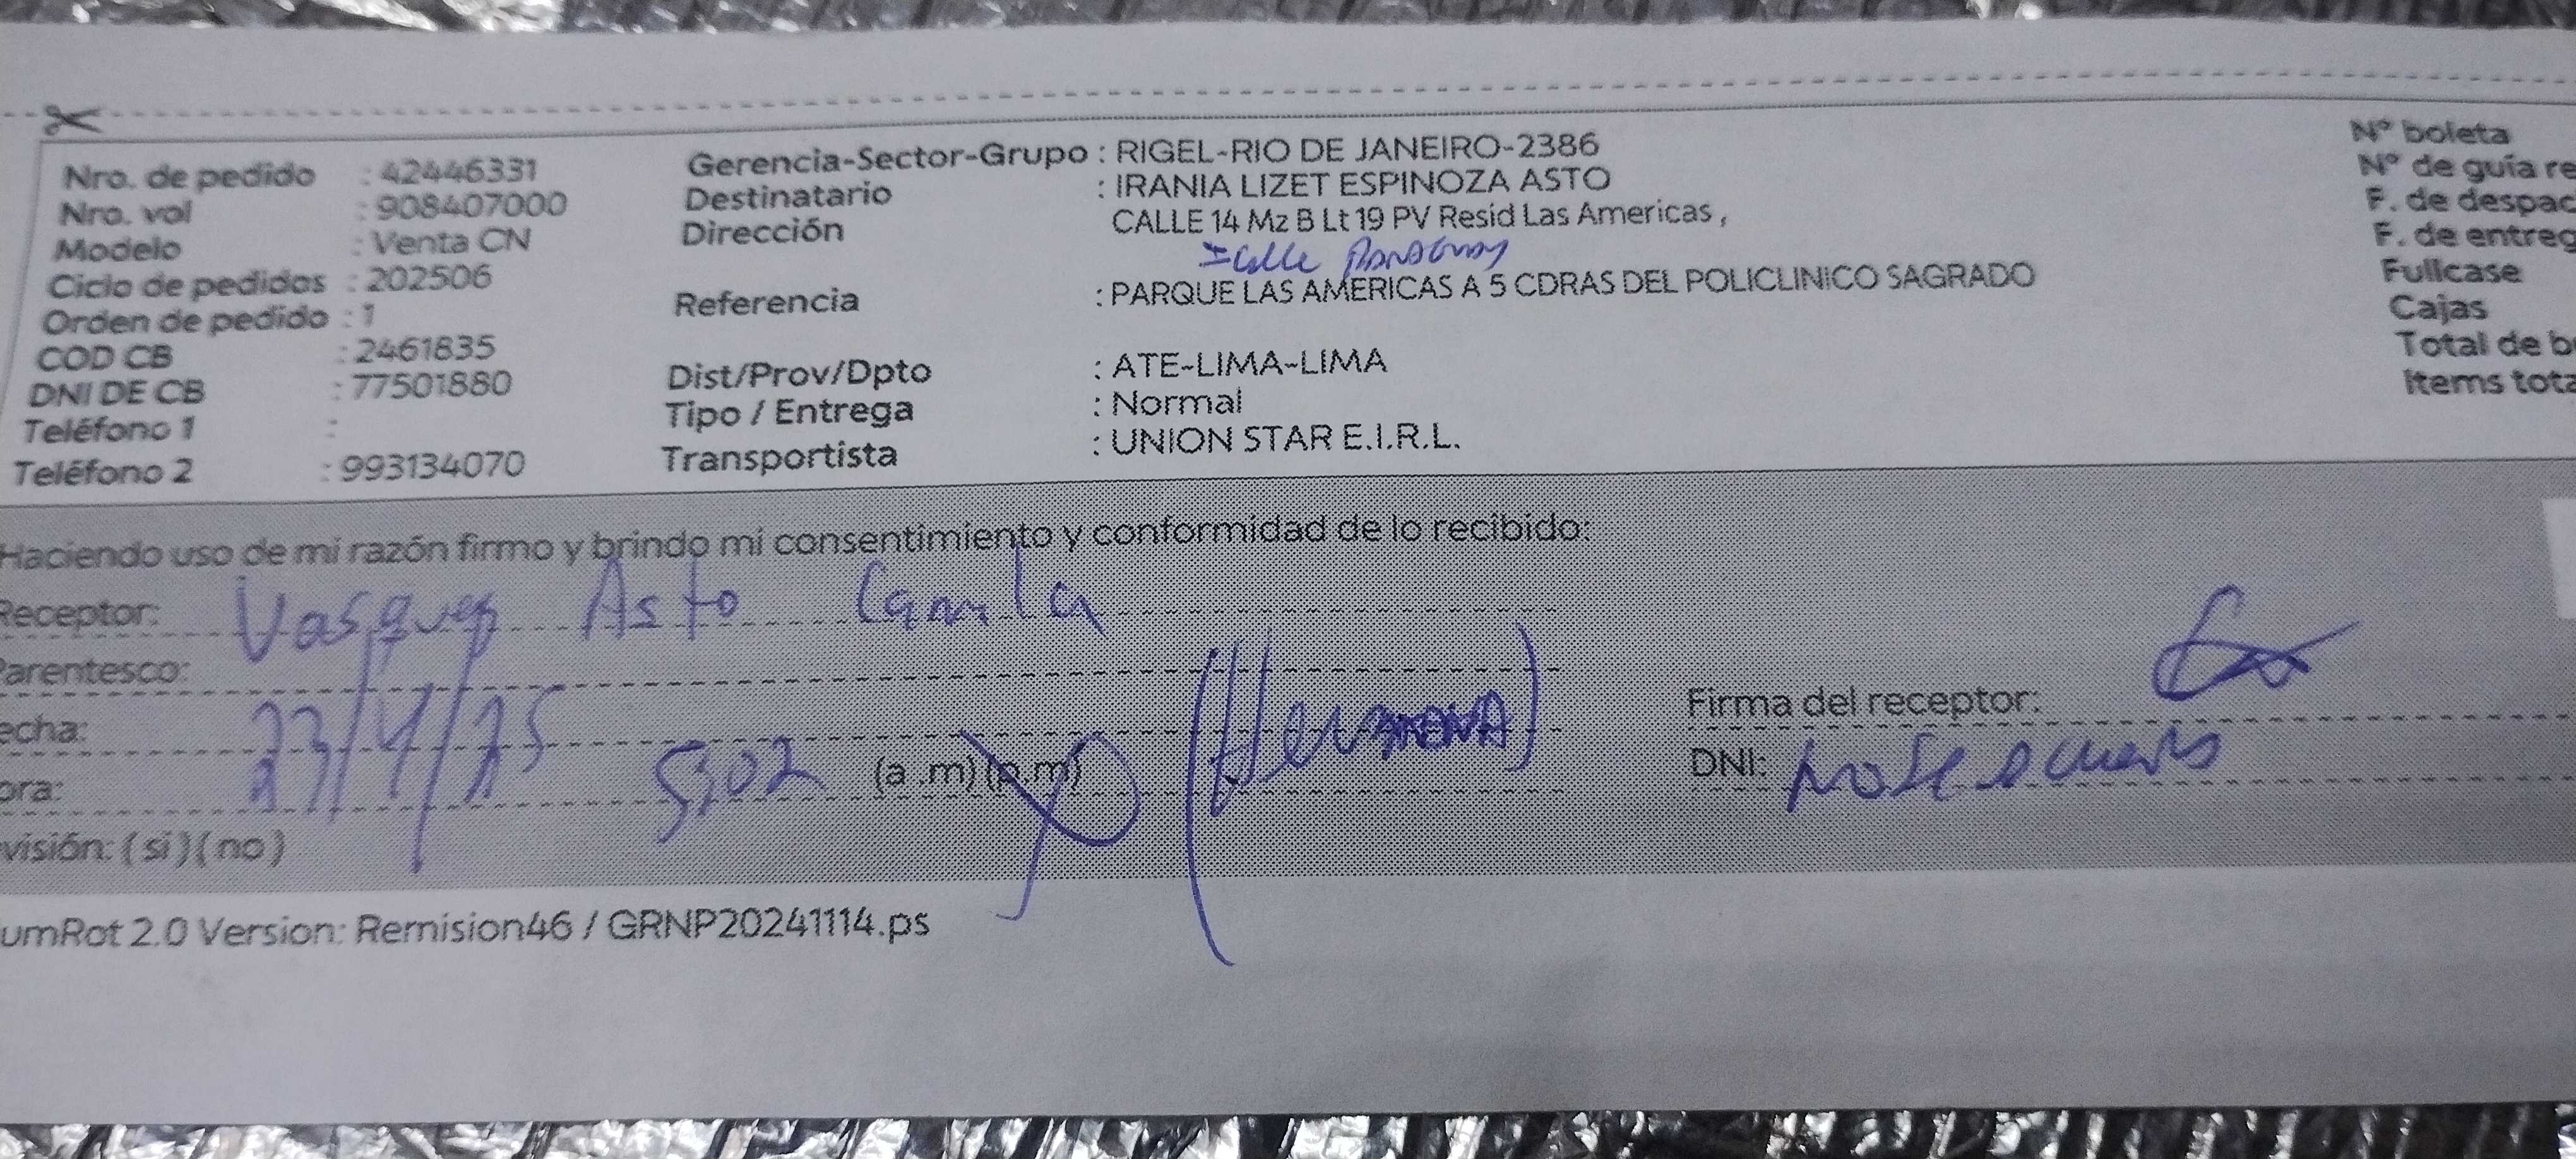 Nro. de pedido : 42446331
Nro. vol : 908407000
Modelo : Venta CN
Ciclo de pedidos : 202506
Orden de pedido : 1
COD CB : 2461835
DNI DE CB : 77501880
Teléfono 1 :
Teléfono 2 : 993134070
Gerencia-Sector-Grupo : RIGEL-RIO DE JANEIRO-2386
Destinatario : IRANIA LIZET ESPINOZA ASTO
Dirección CALLE 14 Mz B Lt 19 PV Resid Las Americas ,
Calle Paraguay
Referencia : PARQUE LAS AMERICAS A 5 CDRAS DEL POLICLINICO SAGRADO
Dist/Prov/Dpto : ATE-LIMA-LIMA
Tipo / Entrega : Normal
Transportista : UNION STAR E.I.R.L.
N° boleta
N° de guía re
F. de despac
F. de entreg
Fullcase
Cajas
Total de b
Items tota
Haciendo uso de mi razón firmo y brindo mi consentimiento y conformidad de lo recibido:
Receptor: Vasquez Asto Camila
arentesco:
echa: 23/4/25
ora: 5:02 (a .m) (p.m) (Hermana)
visión: ( si ) ( no )
Firma del receptor:
DNI: no se acuerda
umRot 2.0 Version: Remision46 / GRNP20241114.ps